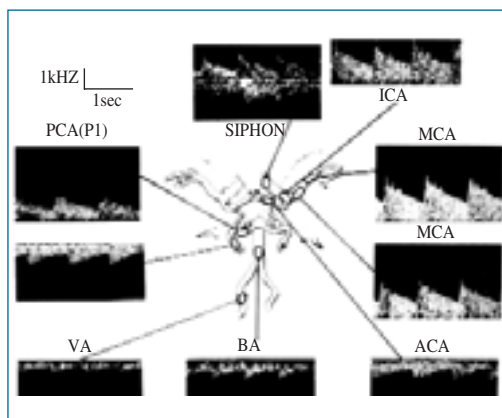 1kHZ
1sec
ICA
PCA(P1)
SIPHON
MCA
MCA
VA
BA
ACA